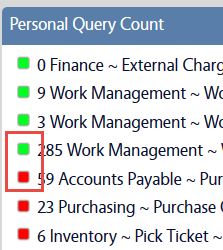 Personal Query Count
0 Finance ~ External Charg
9 Work Management ~ Wo
3 Work Management ~ Wo
285 Work Management ~
59 Accounts Payable ~ Pur
23 Purchasing ~ Purchase
6 Inventory ~ Pick Ticket ~